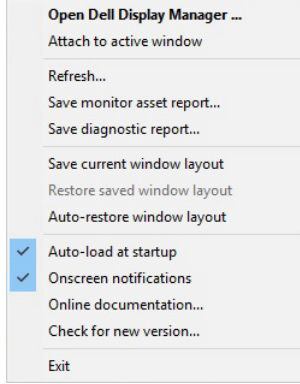 Open Dell Display Manager ...
Attach to active window
Refresh...
Save monitor asset report...
Save diagnostic report...
Save current window layout
Restore saved window layout
Auto-restore window layout
Auto-load at startup
Onscreen notifications
Online documentation...
Check for new version...
Exit